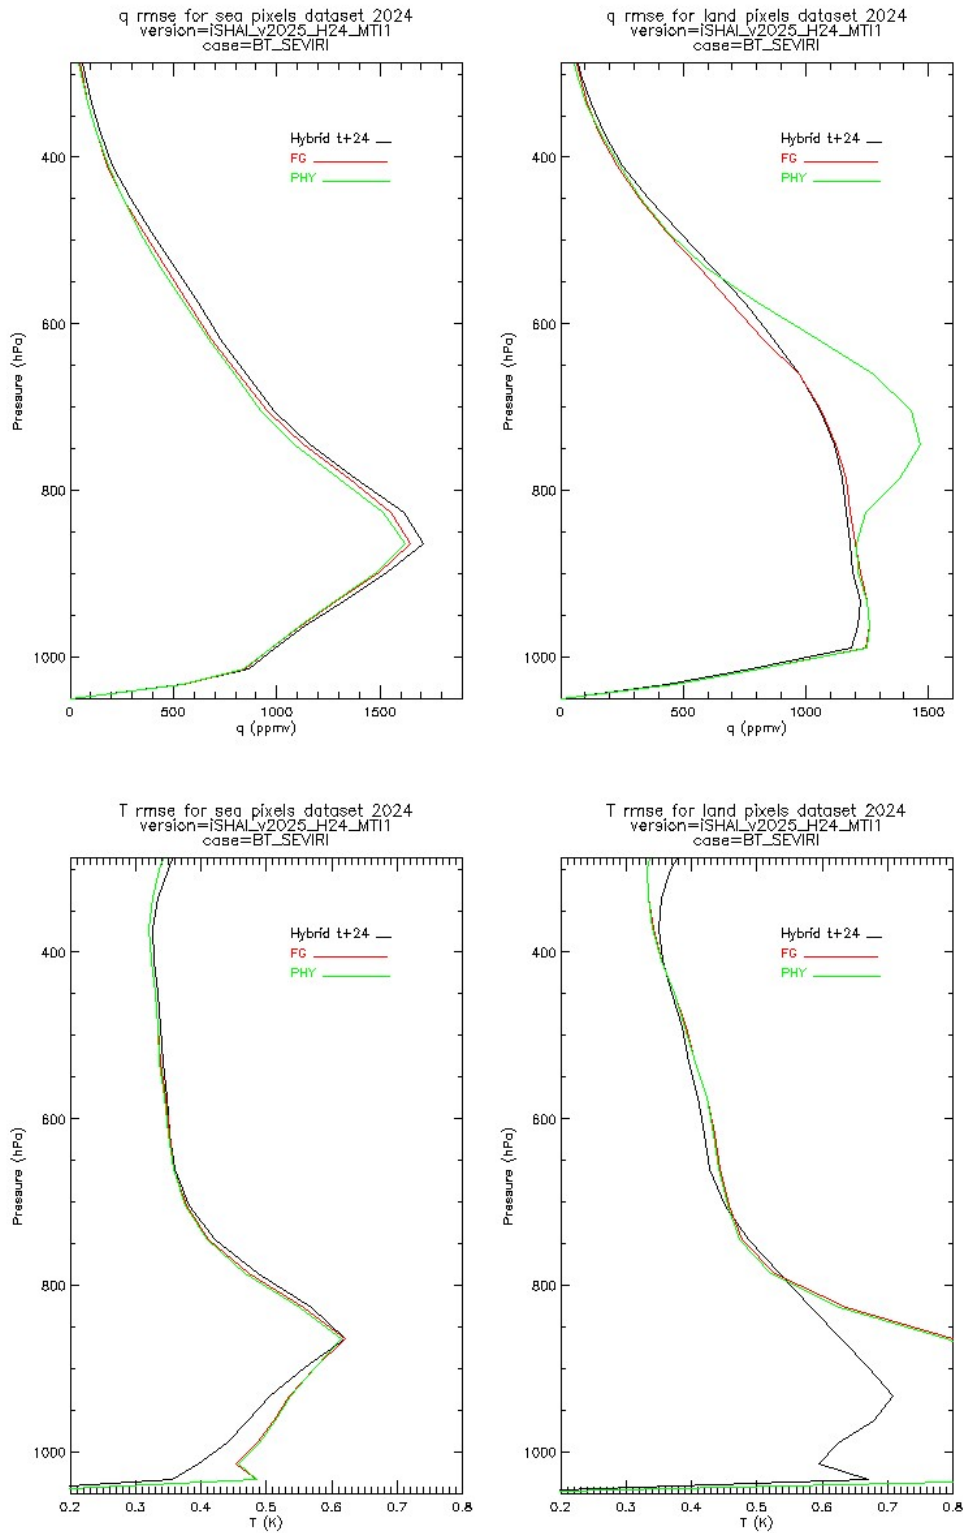 q rmse for sea pixels dataset 2024
version=iSHAI_v2025_H24_MTI1
case=BT_SEVIRI
Hybrid t+24
FG
PHY
400
600
800
1000
Pressure (hPa)
0 500 1000 1500
q (ppmv)
q rmse for land pixels dataset 2024
version=iSHAI_v2025_H24_MTI1
case=BT_SEVIRI
Hybrid t+24
FG
PHY
400
600
800
1000
Pressure (hPa)
0 500 1000 1500
q (ppmv)
T rmse for sea pixels dataset 2024
version=iSHAI_v2025_H24_MTI1
case=BT_SEVIRI
Hybrid t+24
FG
PHY
400
600
800
1000
Pressure (hPa)
0.2 0.3 0.4 0.5 0.6 0.7 0.8
T (K)
T rmse for land pixels dataset 2024
version=iSHAI_v2025_H24_MTI1
case=BT_SEVIRI
Hybrid t+24
FG
PHY
400
600
800
1000
Pressure (hPa)
0.2 0.3 0.4 0.5 0.6 0.7 0.8
T (K)